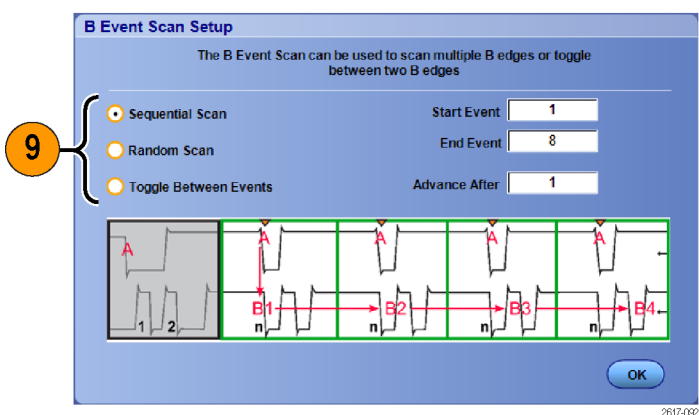 B Event Scan Setup
The B Event Scan can be used to scan multiple B edges or toggle
between two B edges
9
Sequential Scan
Random Scan
Toggle Between Events
Start Event 1
End Event 8
Advance After 1
A A A A A
B1 B2 B3 B4
1 2 n n n n
OK
2617-092